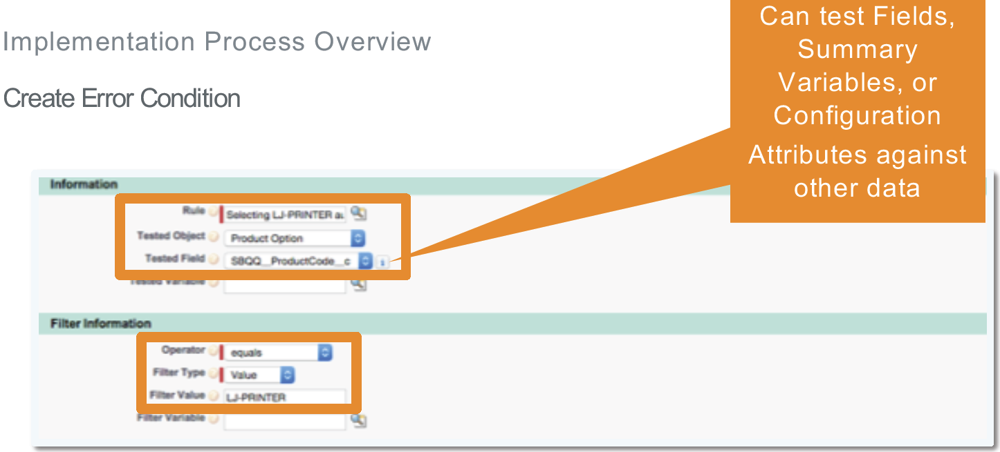 Implementation Process Overview
Create Error Condition
Can test Fields,
Summary
Variables, or
Configuration
Attributes against
other data
Information
Rule Selecting LJ-PRINTER au
Tested Object Product Option
Tested Field SBQQ__ProductCode__c
Tested Variable
Filter Information
Operator equals
Filter Type Value
Filter Value LJ-PRINTER
Filter Variable